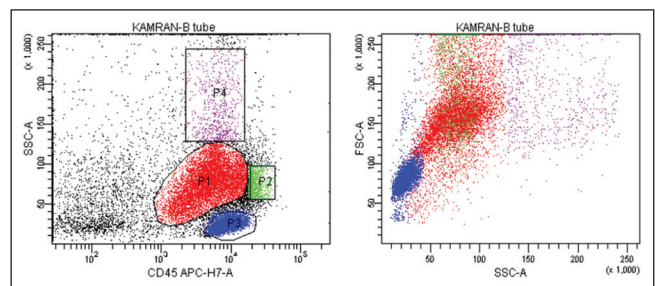 KAMRAN-B tube
SSC-A
(x 1,000)
250
200
150
100
50
P4
P1
P2
P3
10²
10³
10⁴
10⁵
CD45 APC-H7-A
KAMRAN-B tube
FSC-A
(x 1,000)
250
200
150
100
50
50
100
150
200
250
SSC-A
(x 1,000)